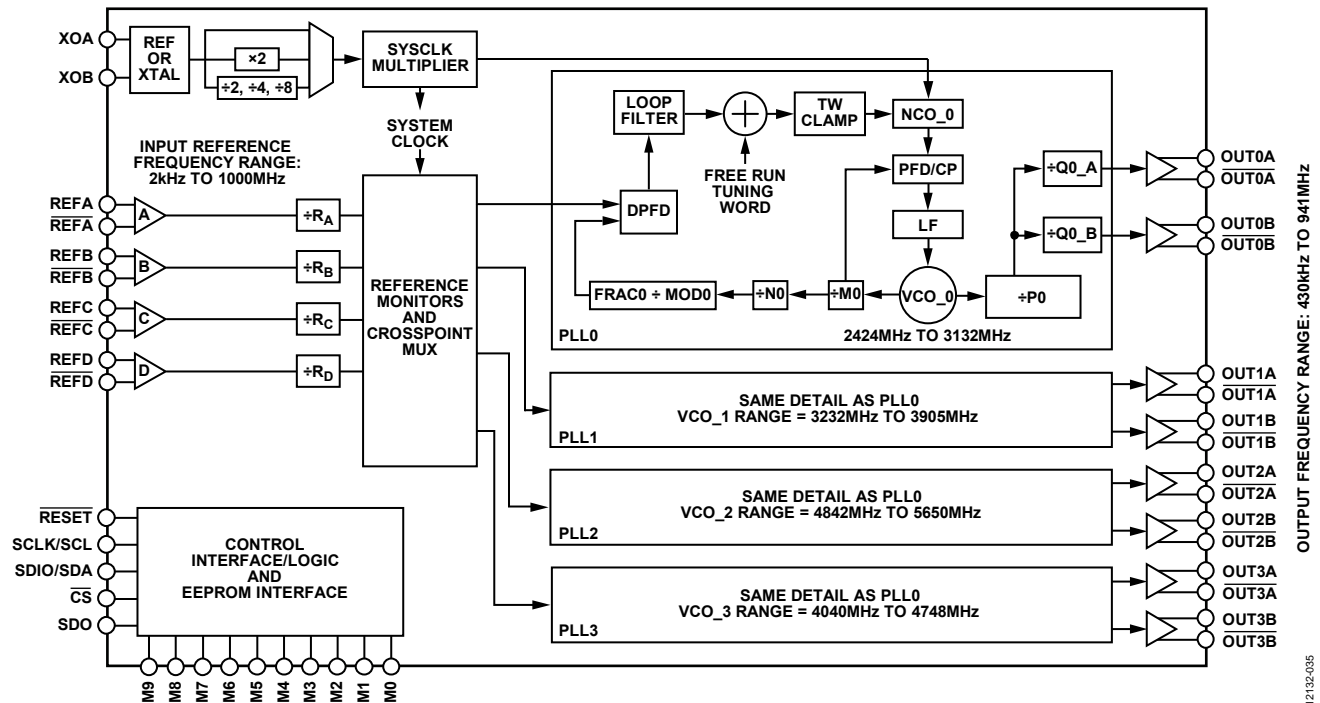 XOA
XOB
REF
OR
XTAL
×2
÷2, ÷4, ÷8
SYSCLK
MULTIPLIER
SYSTEM
CLOCK
INPUT REFERENCE
FREQUENCY RANGE:
2kHz TO 1000MHz
REFA
REFA
A
÷RA
REFB
REFB
B
÷RB
REFC
REFC
C
÷RC
REFD
REFD
D
÷RD
REFERENCE
MONITORS
AND
CROSSPOINT
MUX
LOOP
FILTER
FREE RUN
TUNING
WORD
TW
CLAMP
NCO_0
PFD/CP
LF
VCO_0
DPFD
FRAC0 ÷ MOD0
÷N0
÷M0
÷P0
÷Q0_A
÷Q0_B
PLL0
2424MHz TO 3132MHz
SAME DETAIL AS PLL0
VCO_1 RANGE = 3232MHz TO 3905MHz
PLL1
SAME DETAIL AS PLL0
VCO_2 RANGE = 4842MHz TO 5650MHz
PLL2
SAME DETAIL AS PLL0
VCO_3 RANGE = 4040MHz TO 4748MHz
PLL3
OUT0A
OUT0A
OUT0B
OUT0B
OUT1A
OUT1A
OUT1B
OUT1B
OUT2A
OUT2A
OUT2B
OUT2B
OUT3A
OUT3A
OUT3B
OUT3B
OUTPUT FREQUENCY RANGE: 430kHz TO 941MHz
RESET
SCLK/SCL
SDIO/SDA
CS
SDO
CONTROL
INTERFACE/LOGIC
AND
EEPROM INTERFACE
M9
M8
M7
M6
M5
M4
M3
M2
M1
M0
12132-035